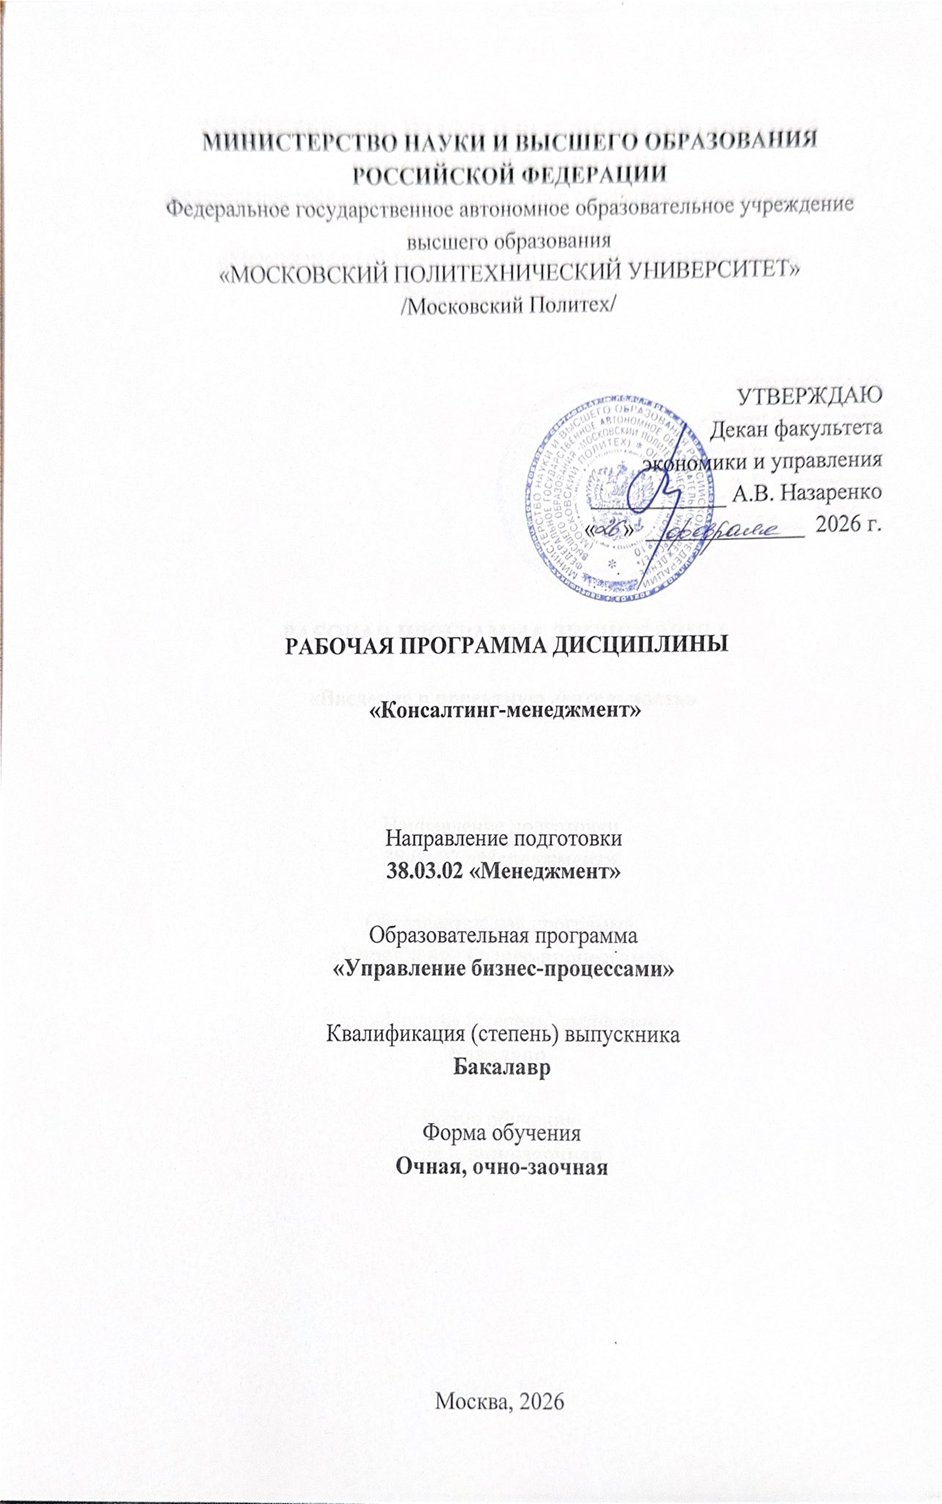 МИНИСТЕРСТВО НАУКИ И ВЫСШЕГО ОБРАЗОВАНИЯ
РОССИЙСКОЙ ФЕДЕРАЦИИ
Федеральное государственное автономное образовательное учреждение
высшего образования
«МОСКОВСКИЙ ПОЛИТЕХНИЧЕСКИЙ УНИВЕРСИТЕТ»
/Московский Политех/
УТВЕРЖДАЮ
Декан факультета
экономики и управления
А.В. Назаренко
«26» февраля 2026 г.
РАБОЧАЯ ПРОГРАММА ДИСЦИПЛИНЫ
«Консалтинг-менеджмент»
Направление подготовки
38.03.02 «Менеджмент»
Образовательная программа
«Управление бизнес-процессами»
Квалификация (степень) выпускника
Бакалавр
Форма обучения
Очная, очно-заочная
Москва, 2026